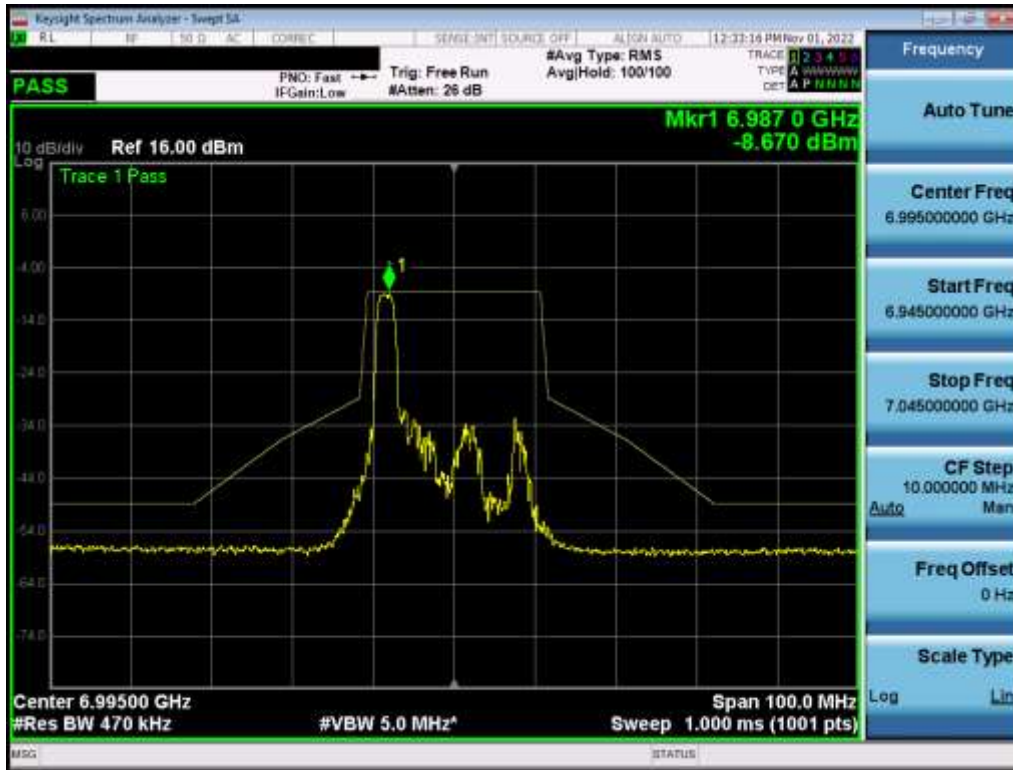 Keysight Spectrum Analyzer - Swept SA
RL RF 50 Ω AC CORREC SENSE:INT SOURCE OFF ALIGN AUTO 12:33:16 PM Nov 01, 2022
PASS
PNO: Fast
IFGain:Low
Trig: Free Run
#Atten: 26 dB
#Avg Type: RMS
Avg|Hold: 100/100
TRACE 1 2 3 4 5 6
TYPE A WWWWW
DET A P N N N N
Mkr1 6.987 0 GHz
-8.670 dBm
10 dB/div Ref 16.00 dBm
Log
Trace 1 Pass
1
6.00
-4.00
-14.0
-24.0
-34.0
-44.0
-54.0
-64.0
-74.0
Center 6.99500 GHz Span 100.0 MHz
#Res BW 470 kHz #VBW 5.0 MHz* Sweep 1.000 ms (1001 pts)
MSG STATUS
Frequency
Auto Tune
Center Freq
6.995000000 GHz
Start Freq
6.945000000 GHz
Stop Freq
7.045000000 GHz
CF Step
10.000000 MHz
Auto Man
Freq Offset
0 Hz
Scale Type
Log Lin